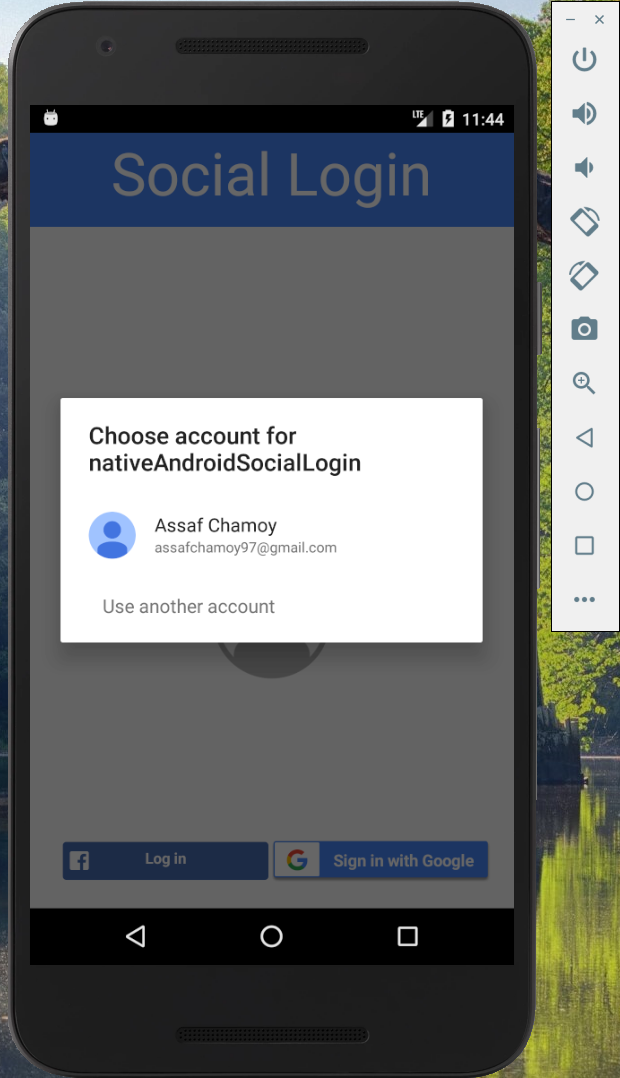 LTE 11:44
Social Login
Choose account for
nativeAndroidSocialLogin
Assaf Chamoy
assafchamoy97@gmail.com
Use another account
Log in
Sign in with Google